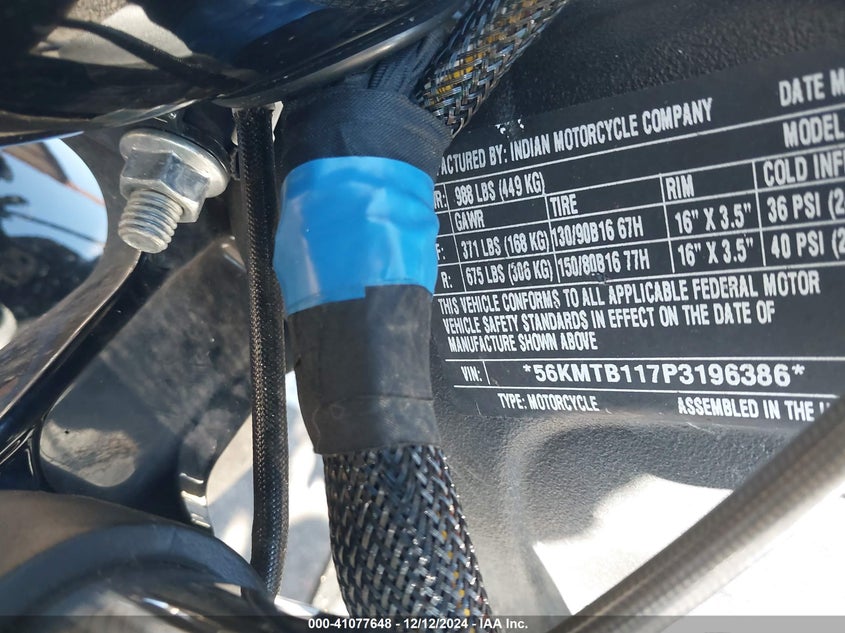 FACTURED BY: INDIAN MOTORCYCLE COMPANY DATE M
MODEL
R: 988 LBS (449 KG)
GAWR TIRE RIM COLD INF
F: 371 LBS (168 KG) 130/90B16 67H 16" X 3.5" 36 PSI (2
R: 675 LBS (306 KG) 150/80B16 77H 16" X 3.5" 40 PSI (2
THIS VEHICLE CONFORMS TO ALL APPLICABLE FEDERAL MOTOR
VEHICLE SAFETY STANDARDS IN EFFECT ON THE DATE OF
MANUFACTURE SHOWN ABOVE
VIN: *56KMTB117P3196386*
TYPE: MOTORCYCLE ASSEMBLED IN THE U
000-41077648 - 12/12/2024 - IAA Inc.